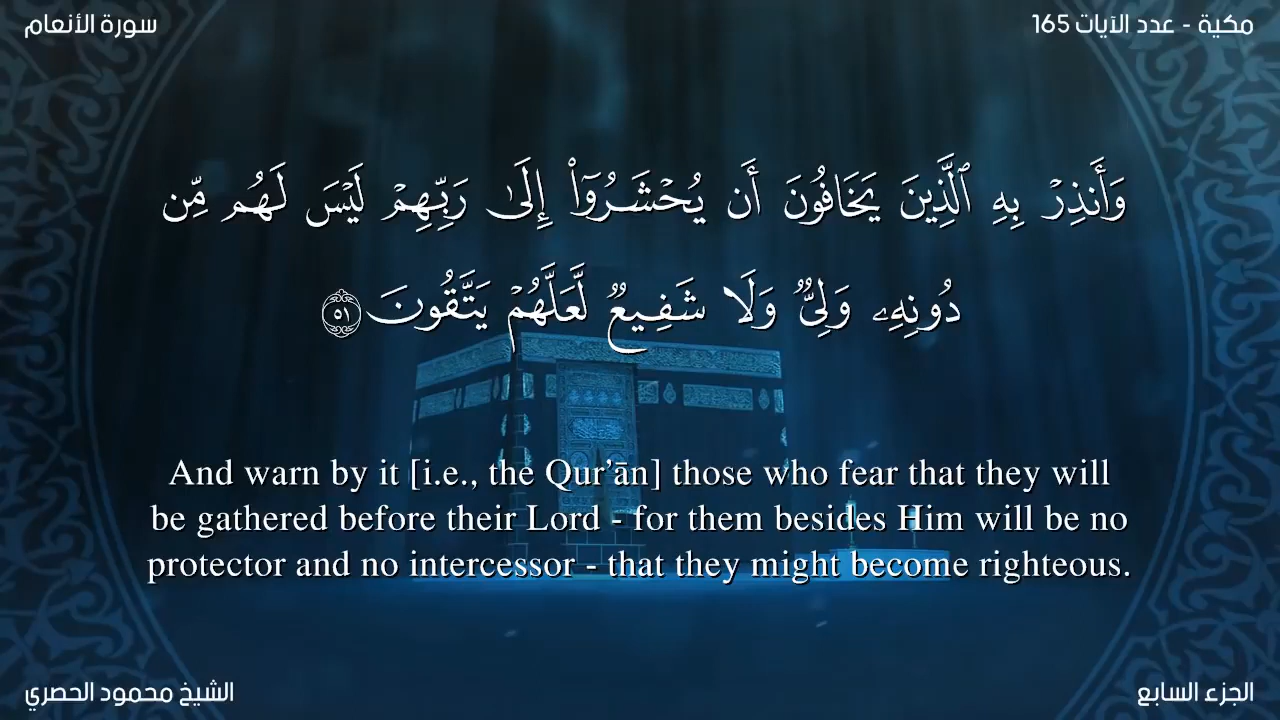 مكية - عدد الآيات 165
سورة الأنعام
وَأَنذِرْ بِهِ ٱلَّذِينَ يَخَافُونَ أَن يُحْشَرُوٓا۟ إِلَىٰ رَبِّهِمْ لَيْسَ لَهُم مِّن
دُونِهِۦ وَلِىٌّ وَلَا شَفِيعٌ لَّعَلَّهُمْ يَتَّقُونَ ٥١
And warn by it [i.e., the Qur’ān] those who fear that they will
be gathered before their Lord - for them besides Him will be no
protector and no intercessor - that they might become righteous.
الجزء السابع
الشيخ محمود الحصري